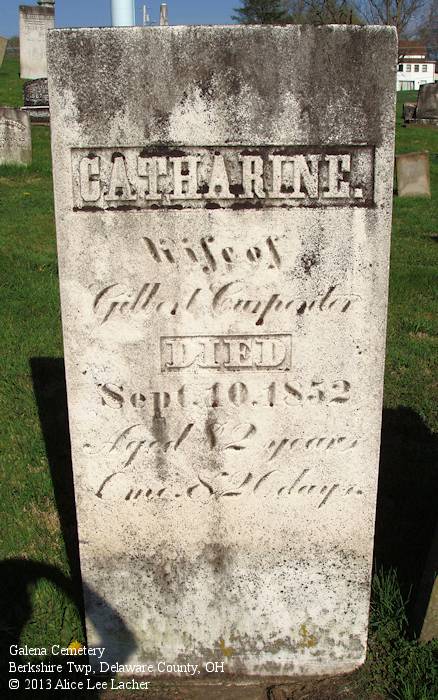 CATHARINE.
Wife of
Gilbert Carpenter
DIED
Sept. 10. 1852
Aged 82 years
1 mo. & 20 days.
Galena Cemetery
Berkshire Twp, Delaware County, OH
© 2013 Alice Lee Lacher